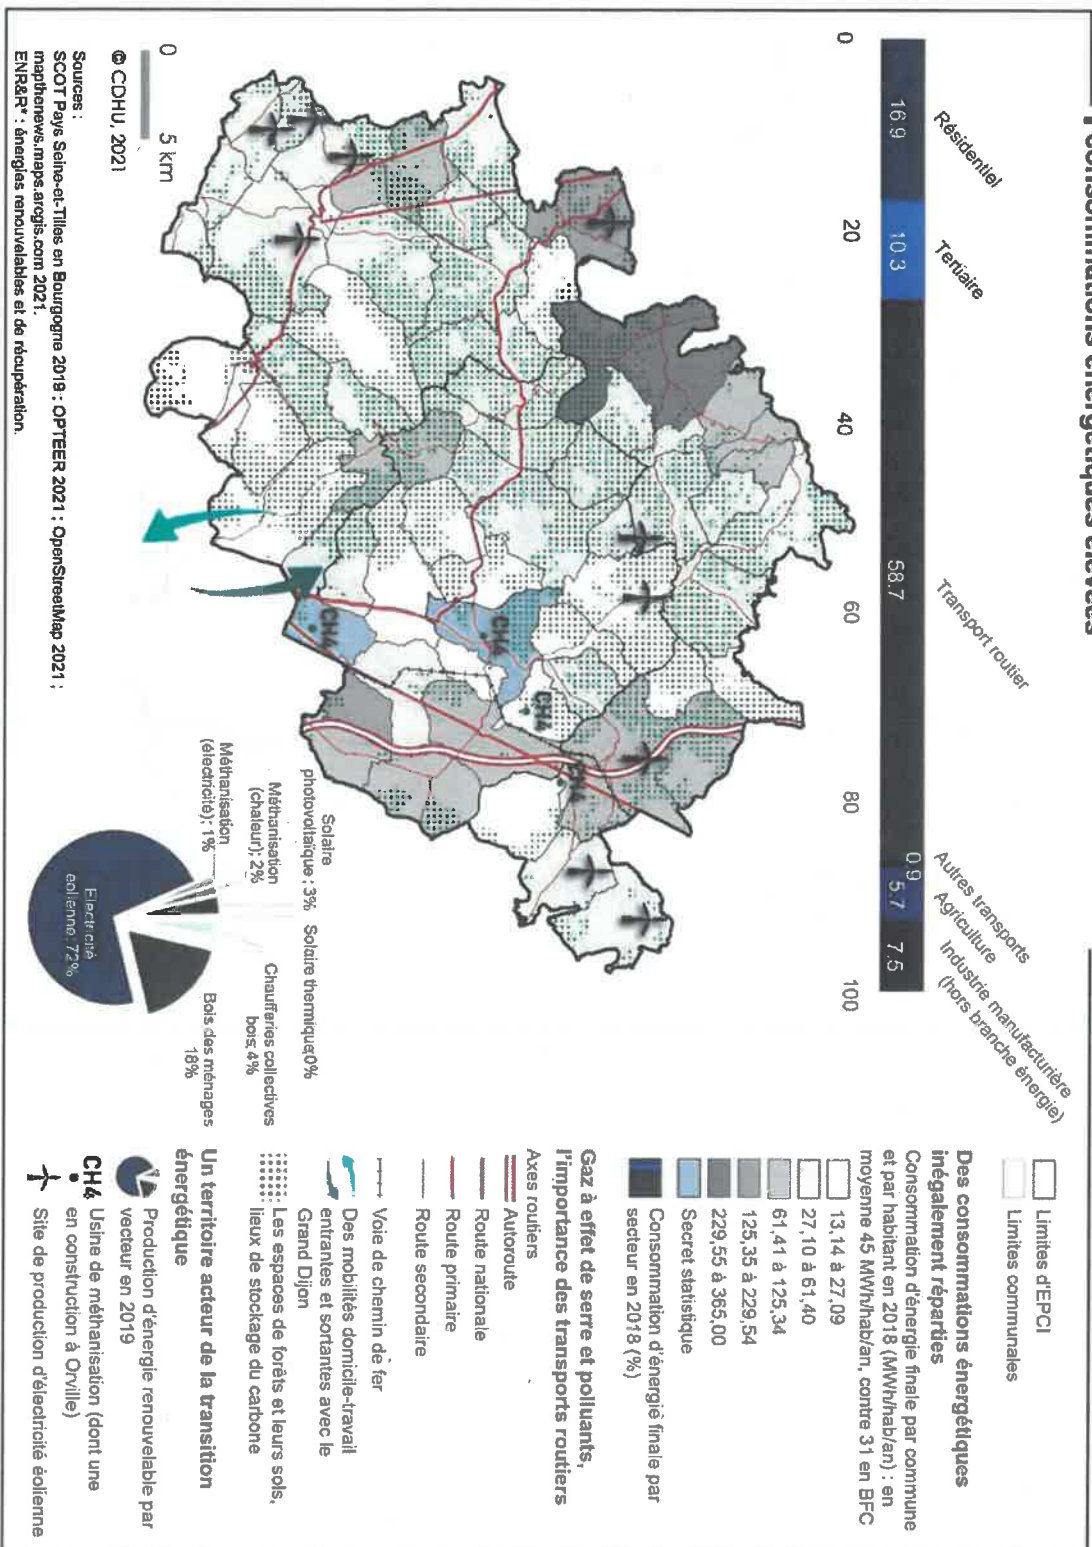 consommations énergétiques élevées
Résidentiel
Tertiaire
Transport routier
Autres transports
Agriculture
Industrie manufacturière
(hors branche énergie)
16.9
10.3
58.7
0.9
5.7
7.5
0
20
40
60
80
100
CH4
CH4
CH4
CH4
0
5 km
© CDHU, 2021
Sources :
SCOT Pays Seine-et-Tilles en Bourgogne 2019 ; OPTEER 2021 ; OpenStreetMap 2021 ;
mapthenews.maps.arcgis.com 2021.
ENR&R* : énergies renouvelables et de récupération.
Solaire
photovoltaïque ; 3%
Solaire thermique;0%
Méthanisation
(chaleur); 2%
Chaufferies collectives
bois; 4%
Méthanisation
(électricité); 1%
Bois des ménages
18%
Electricité
éolienne; 72%
Limites d'EPCI
Limites communales
Des consommations énergétiques
inégalement réparties
Consommation d'énergie finale par commune
et par habitant en 2018 (MWh/hab/an) : en
moyenne 45 MWh/hab/an, contre 31 en BFC
13,14 à 27,09
27,10 à 61,40
61,41 à 125,34
125,35 à 229,54
229,55 à 365,00
Secret statistique
Consommation d'énergie finale par
secteur en 2018 (%)
Gaz à effet de serre et polluants,
l'importance des transports routiers
Axes routiers
Autoroute
Route nationale
Route primaire
Route secondaire
Voie de chemin de fer
Des mobilités domicile-travail
entrantes et sortantes avec le
Grand Dijon
Les espaces de forêts et leurs sols,
lieux de stockage du carbone
Un territoire acteur de la transition
énergétique
Production d'énergie renouvelable par
vecteur en 2019
CH4 Usine de méthanisation (dont une
en construction à Orville)
Site de production d'électricité éolienne